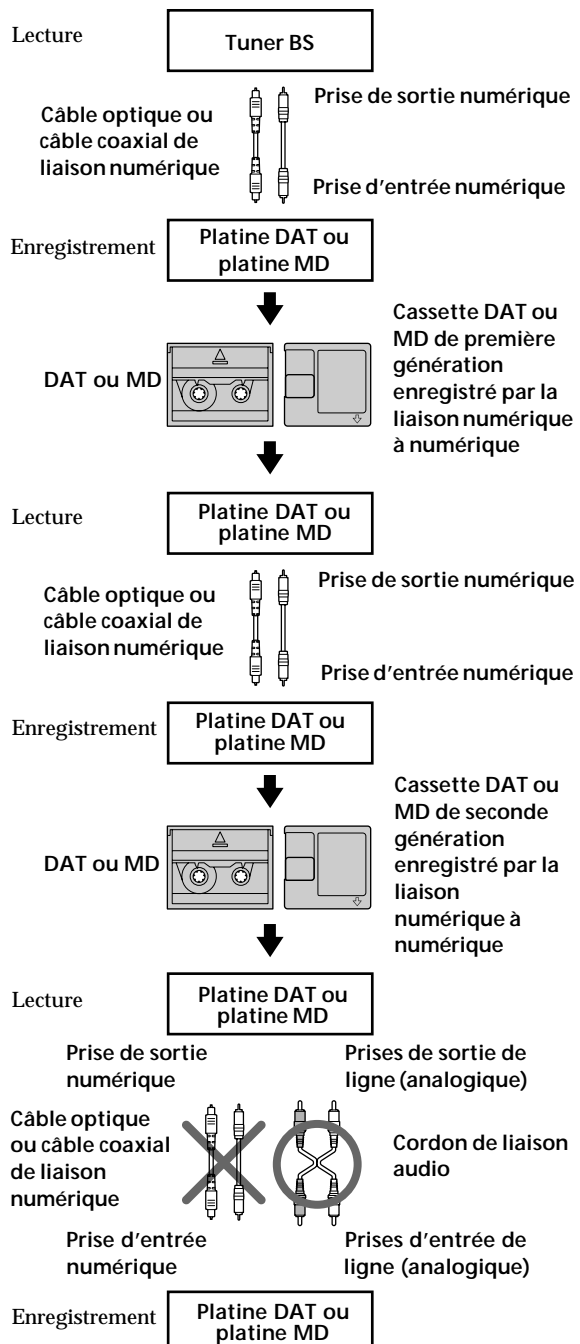 Lecture
Tuner BS
Câble optique ou
câble coaxial de
liaison numérique
Prise de sortie numérique
Prise d'entrée numérique
Enregistrement
Platine DAT ou
platine MD
DAT ou MD
Cassette DAT ou
MD de première
génération
enregistré par la
liaison numérique
à numérique
Lecture
Platine DAT ou
platine MD
Câble optique ou
câble coaxial de
liaison numérique
Prise de sortie numérique
Prise d'entrée numérique
Enregistrement
Platine DAT ou
platine MD
DAT ou MD
Cassette DAT ou
MD de seconde
génération
enregistré par la
liaison
numérique à
numérique
Lecture
Platine DAT ou
platine MD
Prise de sortie
numérique
Prises de sortie de
ligne (analogique)
Câble optique
ou câble coaxial
de liaison
numérique
Cordon de liaison
audio
Prise d'entrée
numérique
Prises d'entrée de
ligne (analogique)
Enregistrement
Platine DAT ou
platine MD